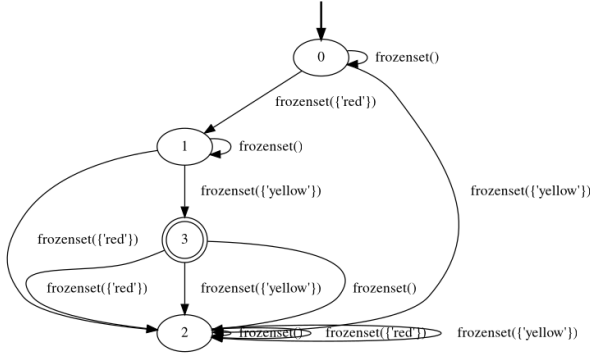 0
frozenset()
frozenset({'red'})
1
frozenset()
frozenset({'yellow'})
frozenset({'yellow'})
frozenset({'red'})
3
frozenset({'red'})
frozenset({'yellow'})
frozenset()
2
frozenset()
frozenset({'red'})
frozenset({'yellow'})